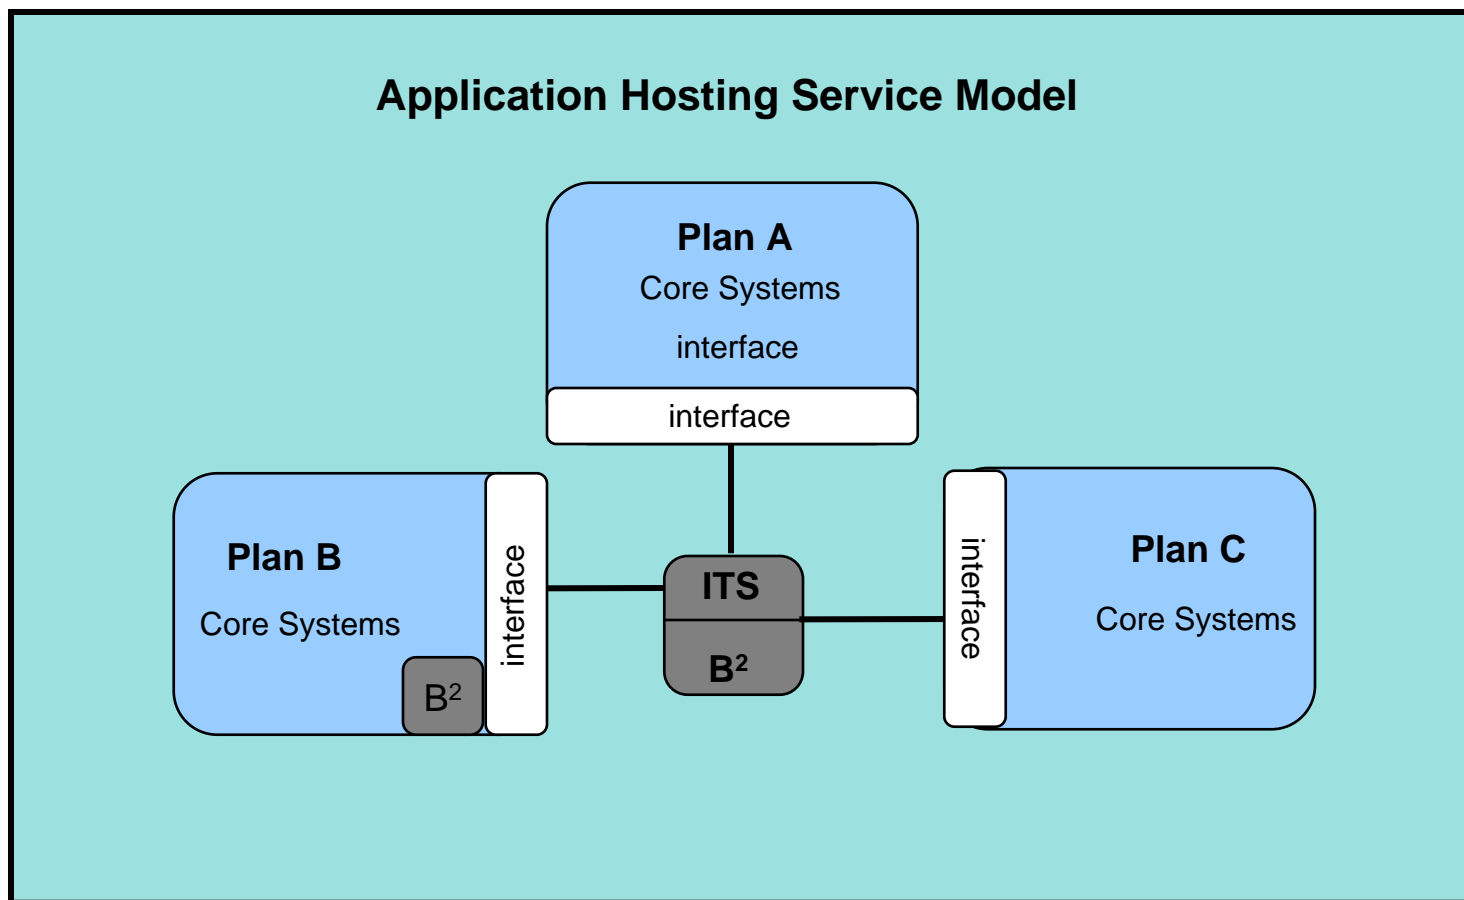 Application Hosting Service Model
Plan A
Core Systems
interface
interface
Plan B
Core Systems
B²
interface
ITS
B²
interface
Plan C
Core Systems